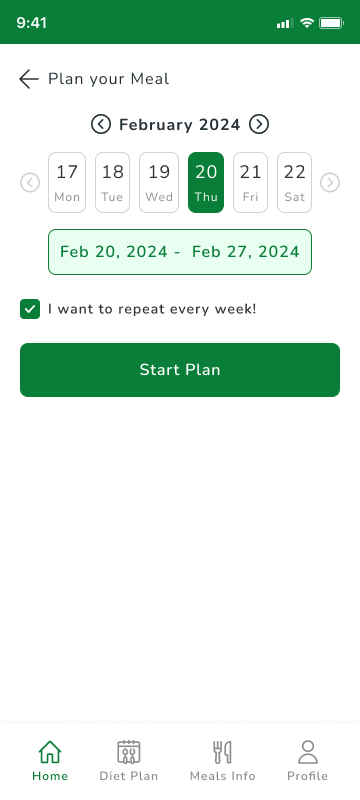 9:41
Plan your Meal
February 2024
17 18 19 20 21 22
Mon Tue Wed Thu Fri Sat
Feb 20, 2024 - Feb 27, 2024
I want to repeat every week!
Start Plan
Home Diet Plan Meals Info Profile